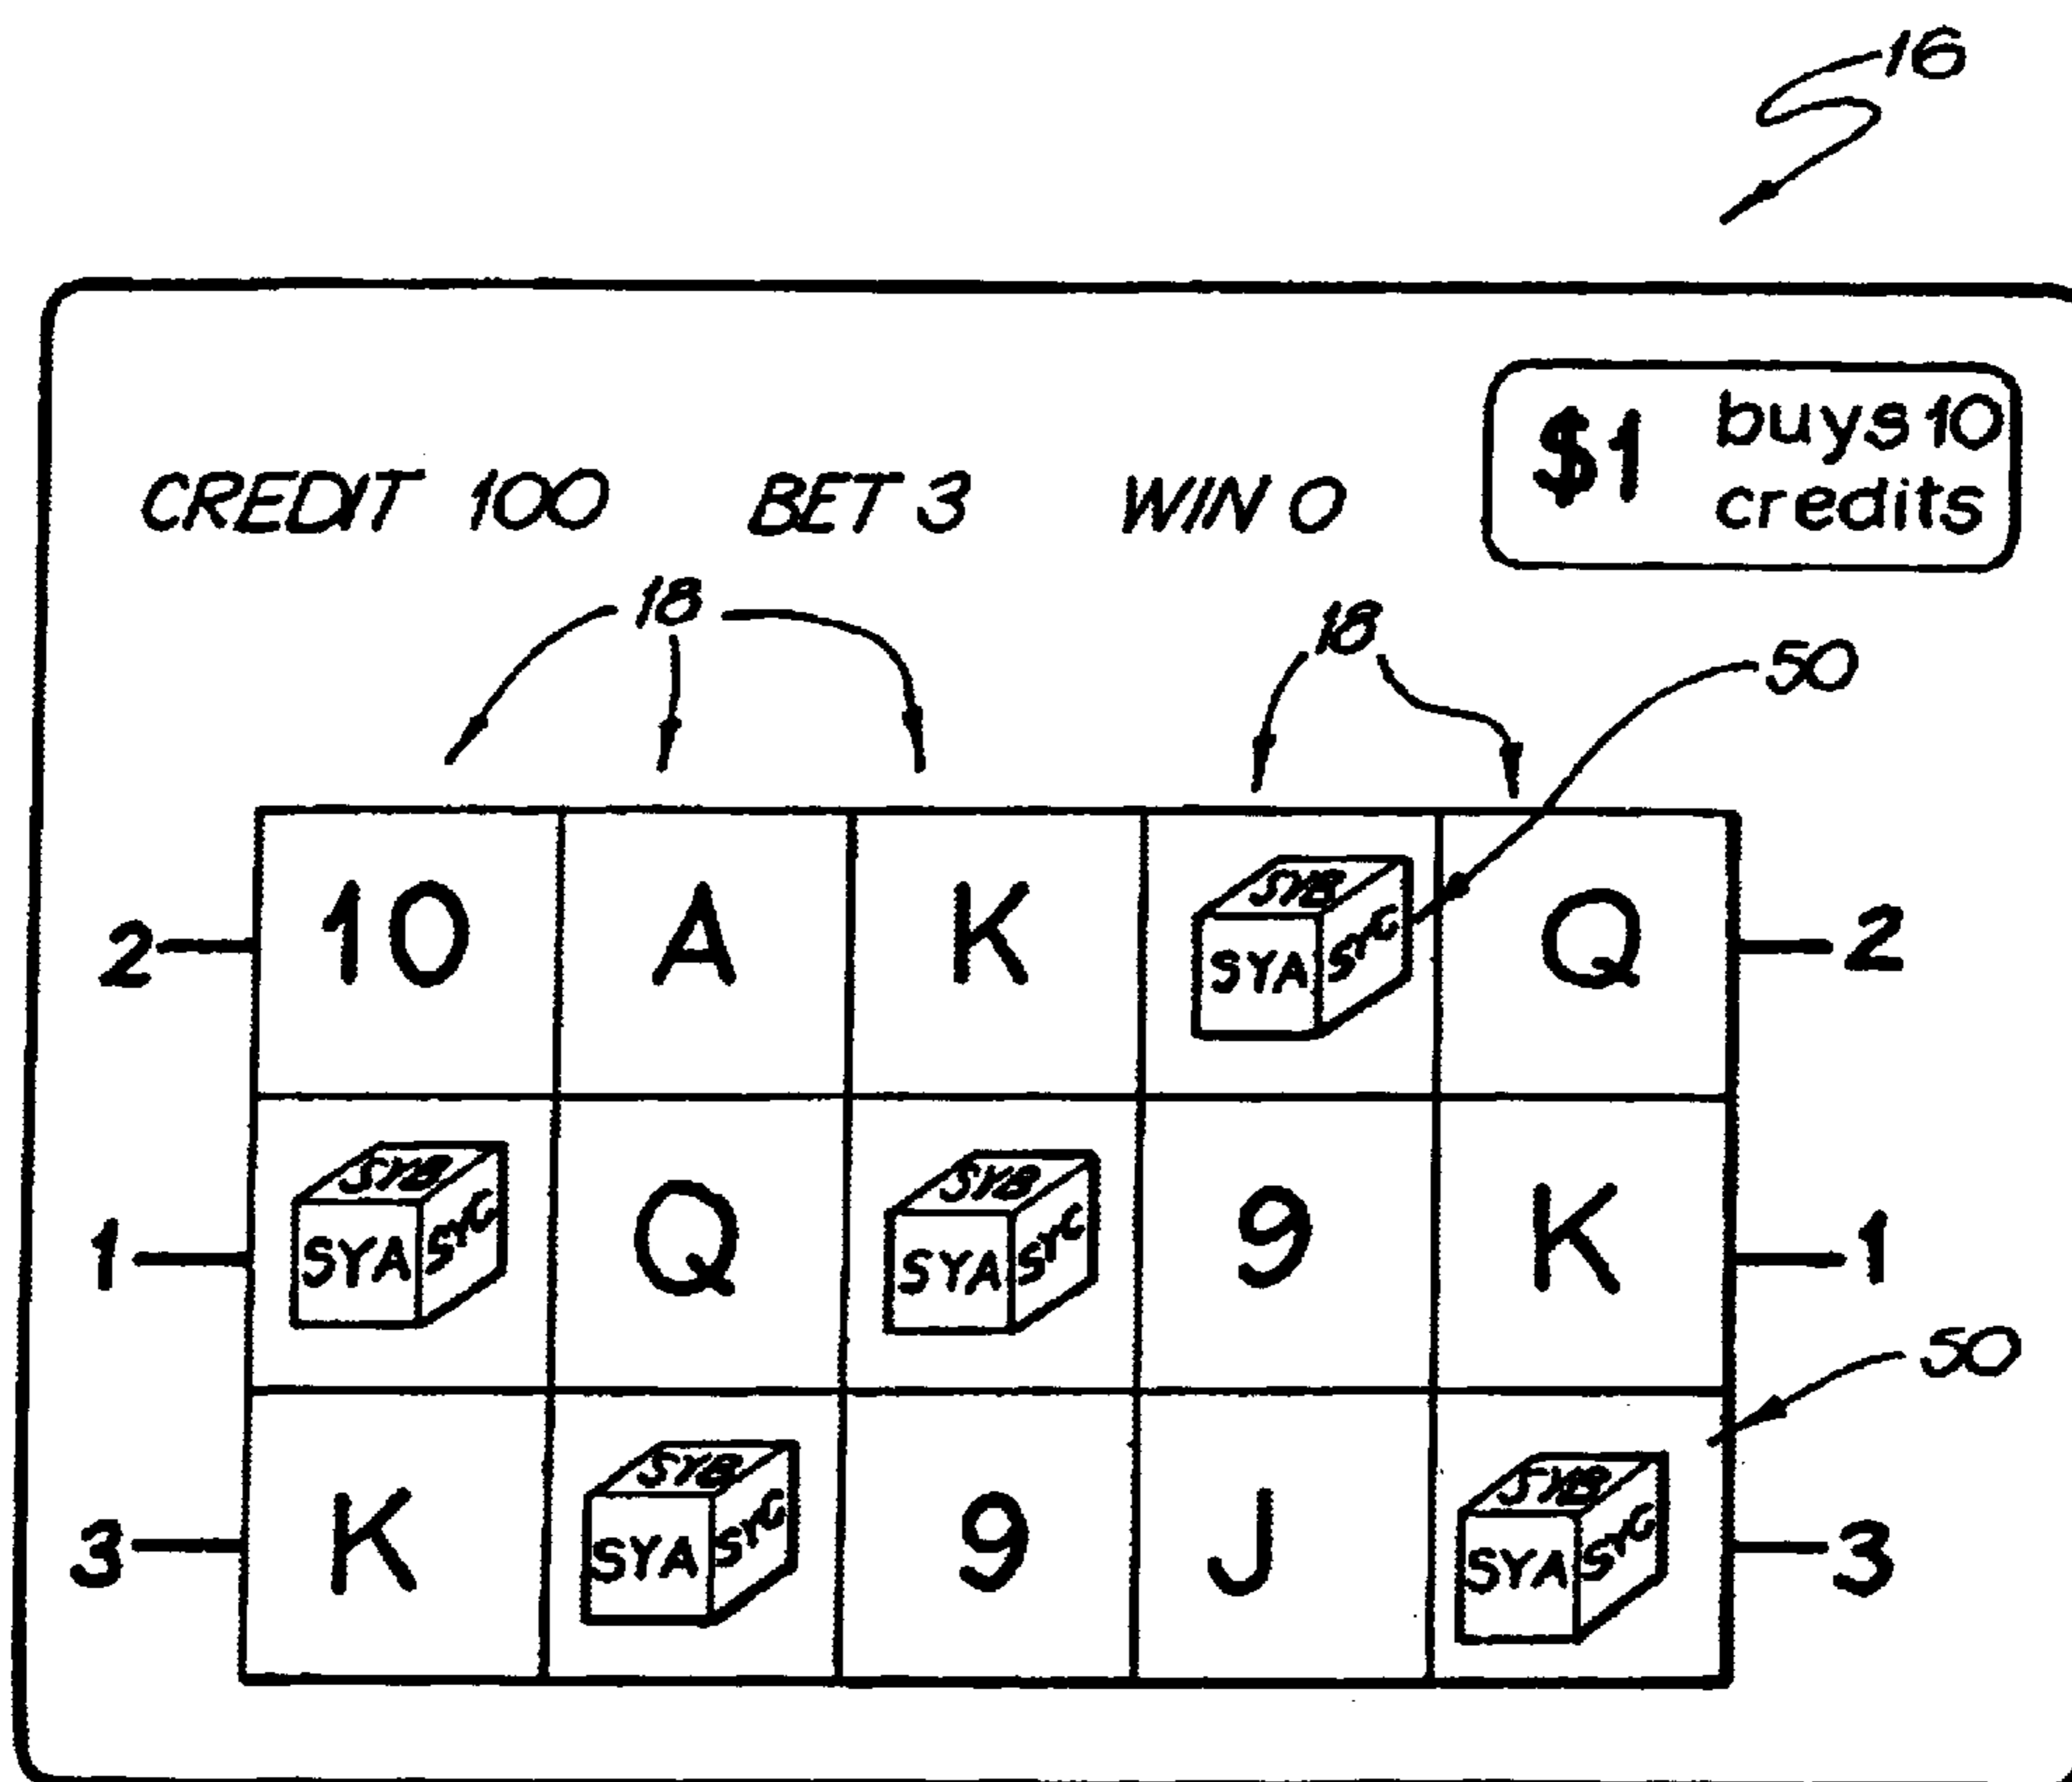 16
$1 buys 10
credits
CREDIT 100 BET 3 WIN 0
18 18 50
2 10 A K SYB SYA SYC Q 2
1 SYB SYA SYC Q SYB SYA SYC 9 K 1
50
3 K SYB SYA SYC 9 J SYB SYA SYC 3